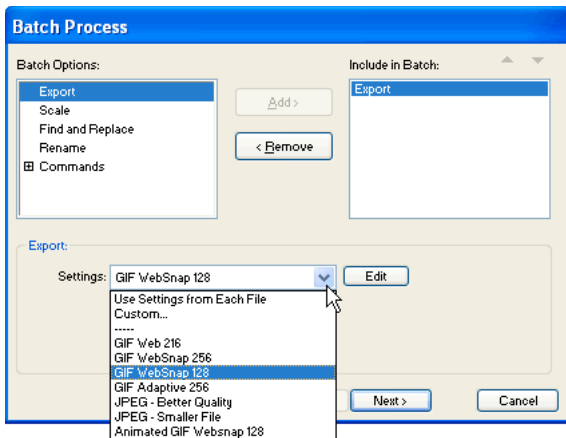 Batch Process
Batch Options:
Include in Batch:
Export
Scale
Find and Replace
Rename
Commands
Add >
< Remove
Export
Export:
Settings:
GIF WebSnap 128
Edit
Use Settings from Each File
Custom...
-----
GIF Web 216
GIF WebSnap 256
GIF WebSnap 128
GIF Adaptive 256
JPEG - Better Quality
JPEG - Smaller File
Animated GIF Websnap 128
Next >
Cancel